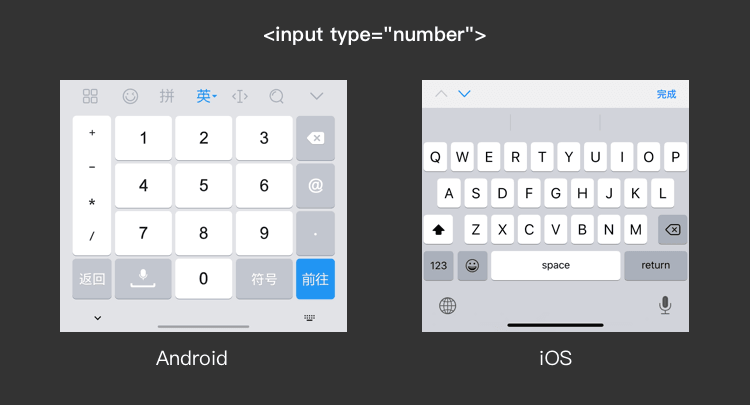 <input type="number">
拼 英
+ 1 2 3
- 4 5 6 @
* 7 8 9 .
/
返回 0 符号 前往
Android
完成
Q W E R T Y U I O P
A S D F G H J K L
Z X C V B N M
123 space return
iOS